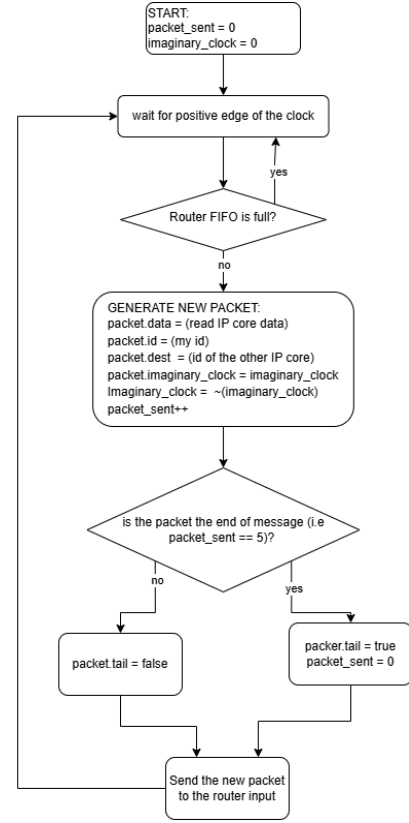 START:
packet_sent = 0
imaginary_clock = 0
wait for positive edge of the clock
yes
Router FIFO is full?
no
GENERATE NEW PACKET:
packet.data = (read IP core data)
packet.id = (my id)
packet.dest = (id of the other IP core)
packet.imaginary_clock = imaginary_clock
Imaginary_clock = ~(imaginary_clock)
packet_sent++
is the packet the end of message (i.e
packet_sent == 5)?
no
yes
packet.tail = false
packer.tail = true
packet_sent = 0
Send the new packet
to the router input